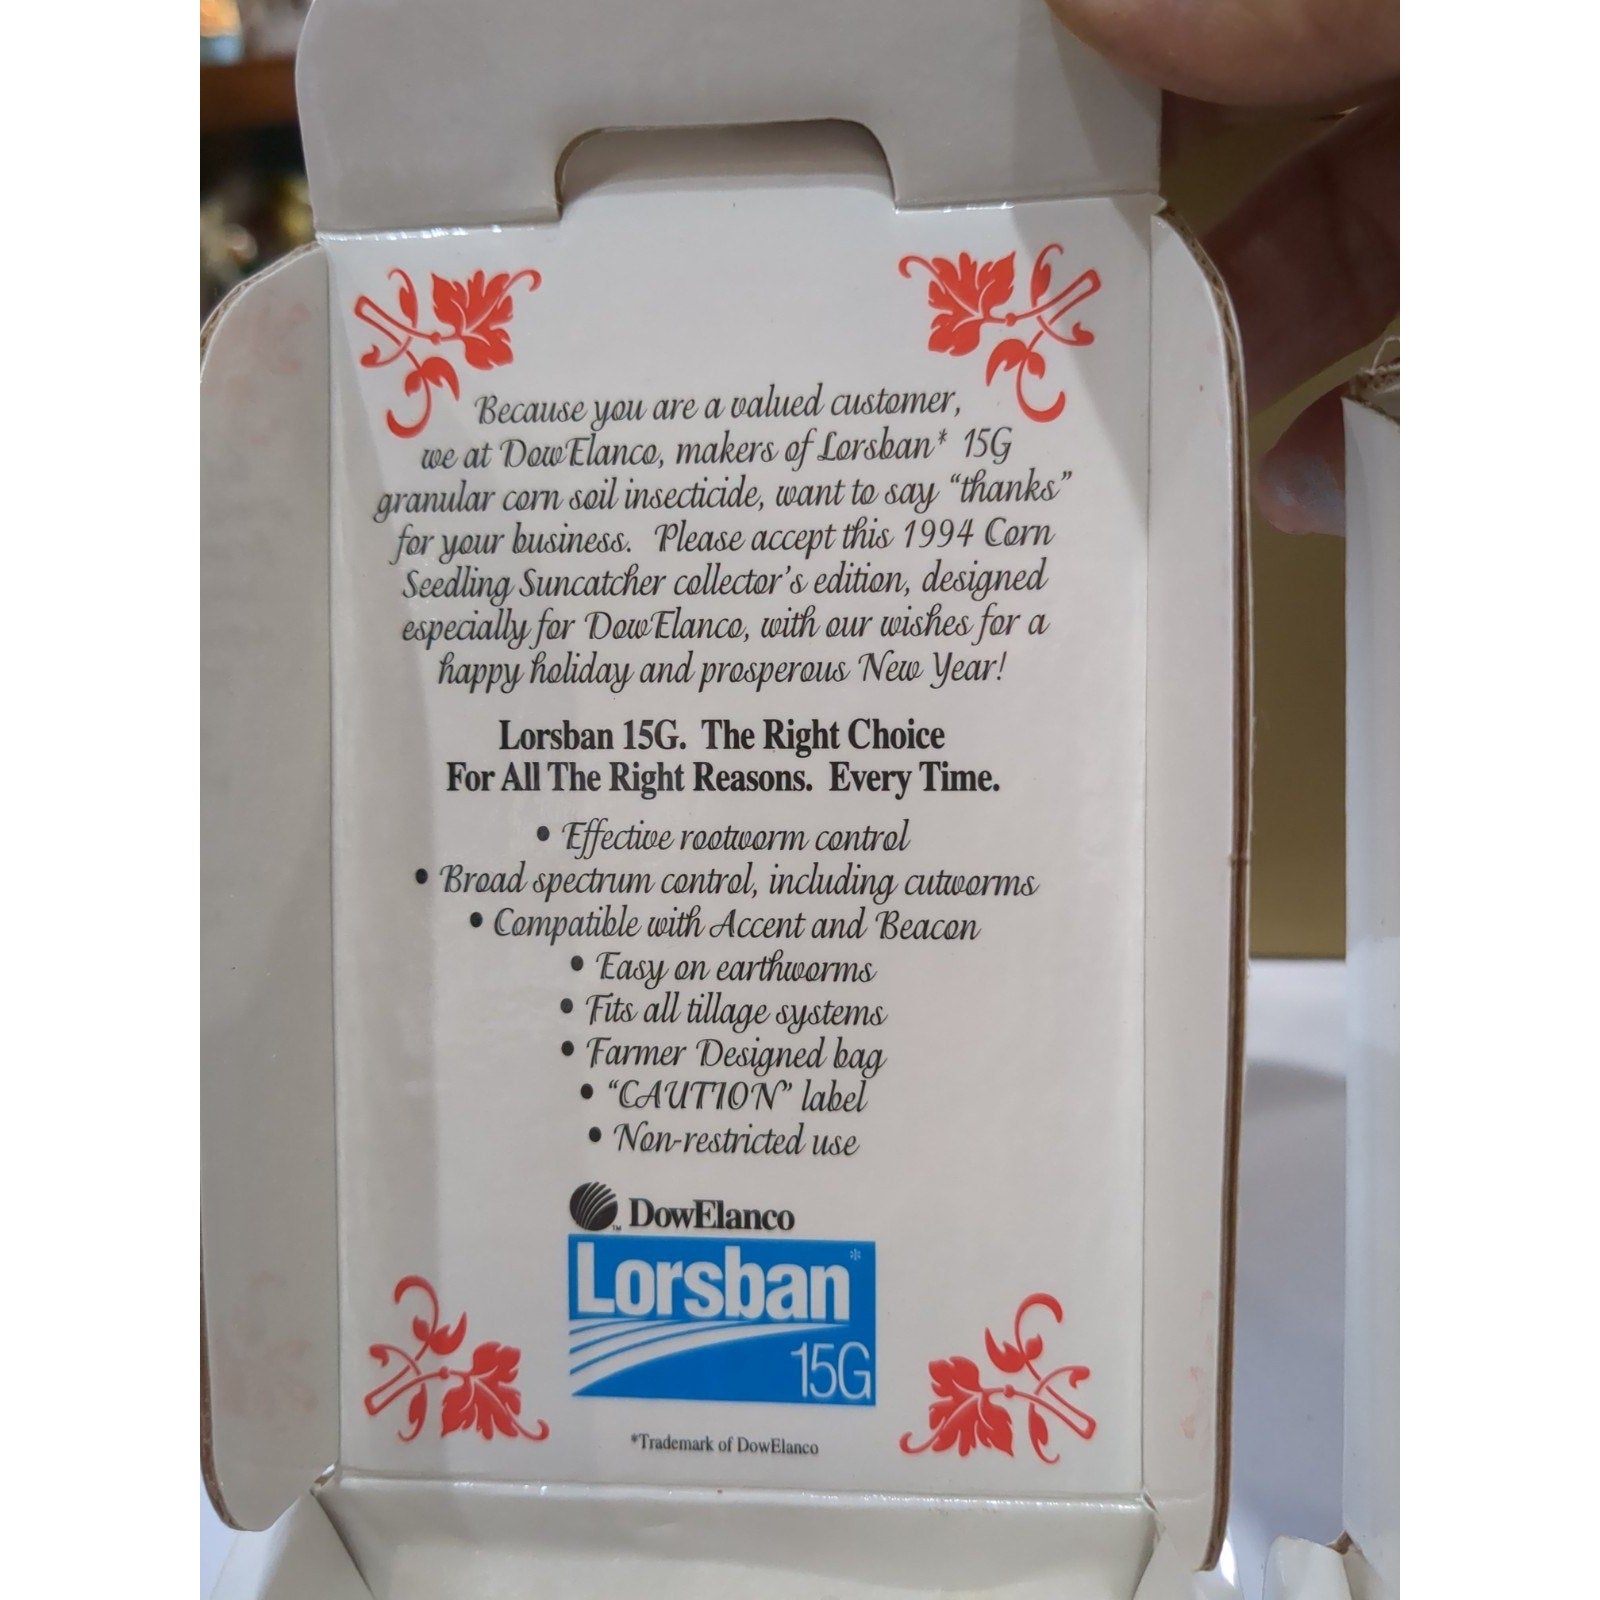 Because you are a valued customer,
we at DowElanco, makers of Lorsban* 15G
granular corn soil insecticide, want to say “thanks”
for your business. Please accept this 1994 Corn
Seedling Suncatcher collector’s edition, designed
especially for DowElanco, with our wishes for a
happy holiday and prosperous New Year!
Lorsban 15G. The Right Choice
For All The Right Reasons. Every Time.
• Effective rootworm control
• Broad spectrum control, including cutworms
• Compatible with Accent and Beacon
• Easy on earthworms
• Fits all tillage systems
• Farmer Designed bag
• “CAUTION” label
• Non-restricted use
™ DowElanco
Lorsban*
15G
*Trademark of DowElanco